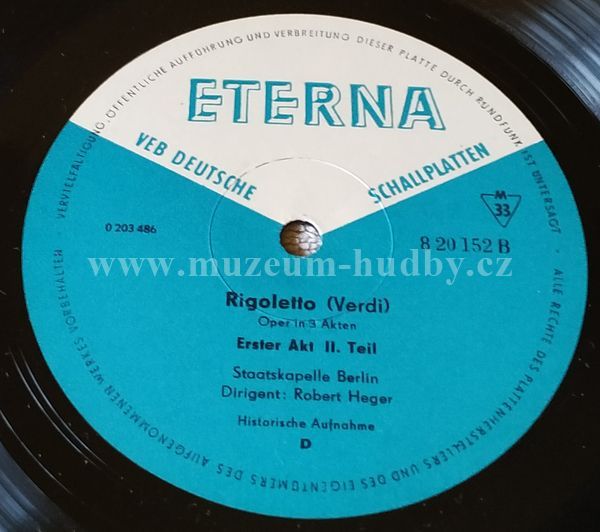 VERVIELFÄLTIGUNG, ÖFFENTLICHE AUFFÜHRUNG UND VERBREITUNG DIESER PLATTE DURCH RUNDFUNK IST UNTERSAGT · ALLE RECHTE DES PLATTENHERSTELLERS UND DES EIGENTÜMERS DES AUFGENOMMENEN WERKES VORBEHALTEN
ETERNA
VEB DEUTSCHE SCHALLPLATTEN
M
33
0 203 486
8 20 152 B
www.muzeum-hudby.cz
Rigoletto (Verdi)
Oper in 3 Akten
Erster Akt II. Teil
Staatskapelle Berlin
Dirigent: Robert Heger
Historische Aufnahme
D